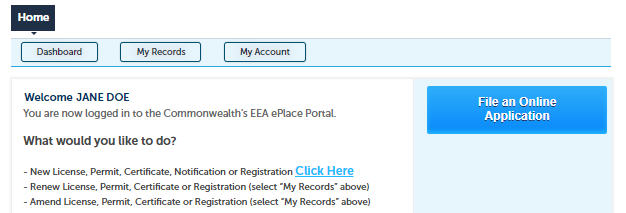 Home
Dashboard
My Records
My Account
Welcome JANE DOE
You are now logged in to the Commonwealth's EEA ePlace Portal.
What would you like to do?
- New License, Permit, Certificate, Notification or Registration Click Here
- Renew License, Permit, Certificate or Registration (select "My Records" above)
- Amend License, Permit, Certificate or Registration (select "My Records" above)
File an Online
Application